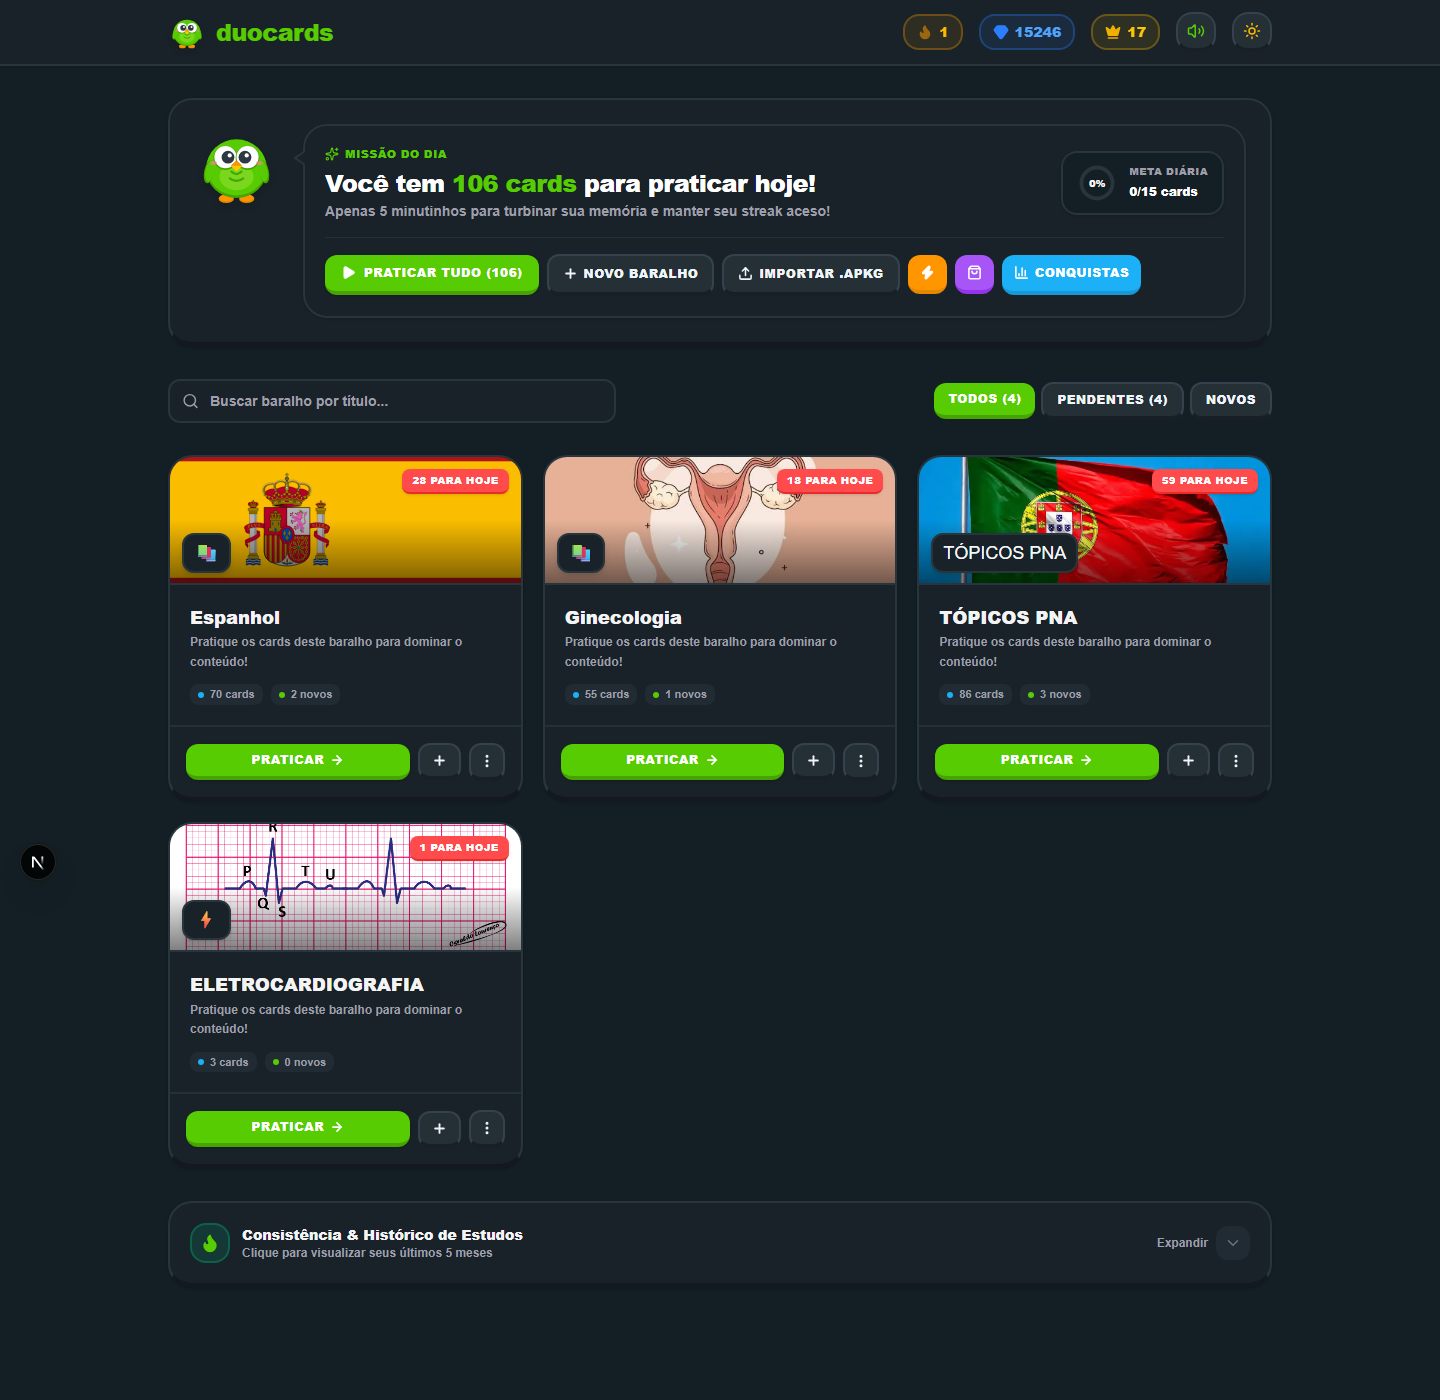 duocards
1
15246
17
MISSÃO DO DIA
Você tem 106 cards para praticar hoje!
Apenas 5 minutinhos para turbinar sua memória e manter seu streak aceso!
0%
META DIÁRIA
0/15 cards
PRATICAR TUDO (106)
NOVO BARALHO
IMPORTAR .APKG
CONQUISTAS
Buscar baralho por título...
TODOS (4)
PENDENTES (4)
NOVOS
28 PARA HOJE
Espanhol
Pratique os cards deste baralho para dominar o
conteúdo!
70 cards
2 novos
PRATICAR
18 PARA HOJE
Ginecologia
Pratique os cards deste baralho para dominar o
conteúdo!
55 cards
1 novos
PRATICAR
59 PARA HOJE
TÓPICOS PNA
TÓPICOS PNA
Pratique os cards deste baralho para dominar o
conteúdo!
86 cards
3 novos
PRATICAR
1 PARA HOJE
R
P
T
U
Q
S
ELETROCARDIOGRAFIA
Pratique os cards deste baralho para dominar o
conteúdo!
3 cards
0 novos
PRATICAR
N
Consistência & Histórico de Estudos
Clique para visualizar seus últimos 5 meses
Expandir